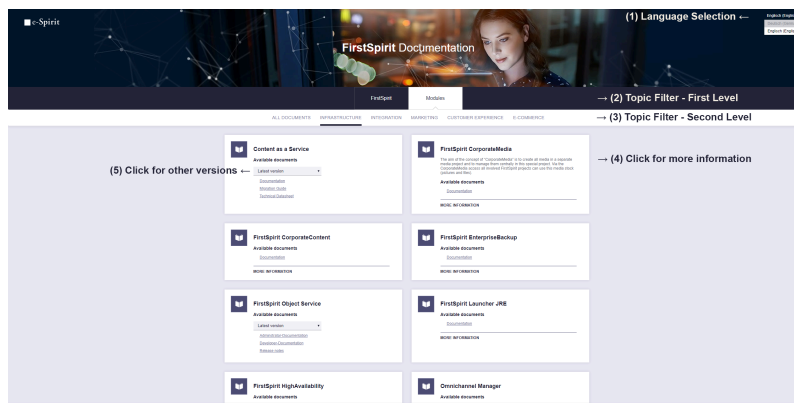 e-Spirit
(1) Language Selection ←
Englisch (Englis
Englisch (Englis
FirstSpirit Documentation
FirstSpirit
Modules
→ (2) Topic Filter - First Level
ALL DOCUMENTS INFRASTRUCTURE INTEGRATION MARKETING CUSTOMER EXPERIENCE E-COMMERCE
→ (3) Topic Filter - Second Level
Content as a Service
Available documents
(5) Click for other versions ←
Latest version
Documentation
Migration Guide
Technical Datasheet
FirstSpirit CorporateMedia
The aim of the concept of "CorporateMedia" is to create all media in a separate
media project and to manage them centrally in this special project. Via the
CorporateMedia access all involved FirstSpirit projects can use this media stock
(pictures and files).
→ (4) Click for more information
Available documents
Documentation
MORE INFORMATION
FirstSpirit CorporateContent
Available documents
Documentation
MORE INFORMATION
FirstSpirit EnterpriseBackup
Available documents
Documentation
MORE INFORMATION
FirstSpirit Object Service
Available documents
Latest version
Administrator-Documentation
Developer-Documentation
Release notes
FirstSpirit Launcher JRE
Available documents
Documentation
MORE INFORMATION
FirstSpirit HighAvailability
Available documents
Omnichannel Manager
Available documents